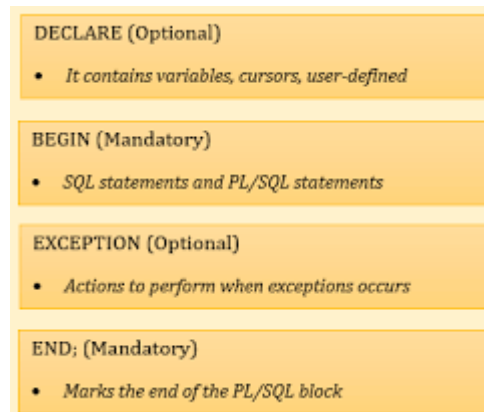 DECLARE (Optional)
• It contains variables, cursors, user-defined
BEGIN (Mandatory)
• SQL statements and PL/SQL statements
EXCEPTION (Optional)
• Actions to perform when exceptions occurs
END; (Mandatory)
• Marks the end of the PL/SQL block